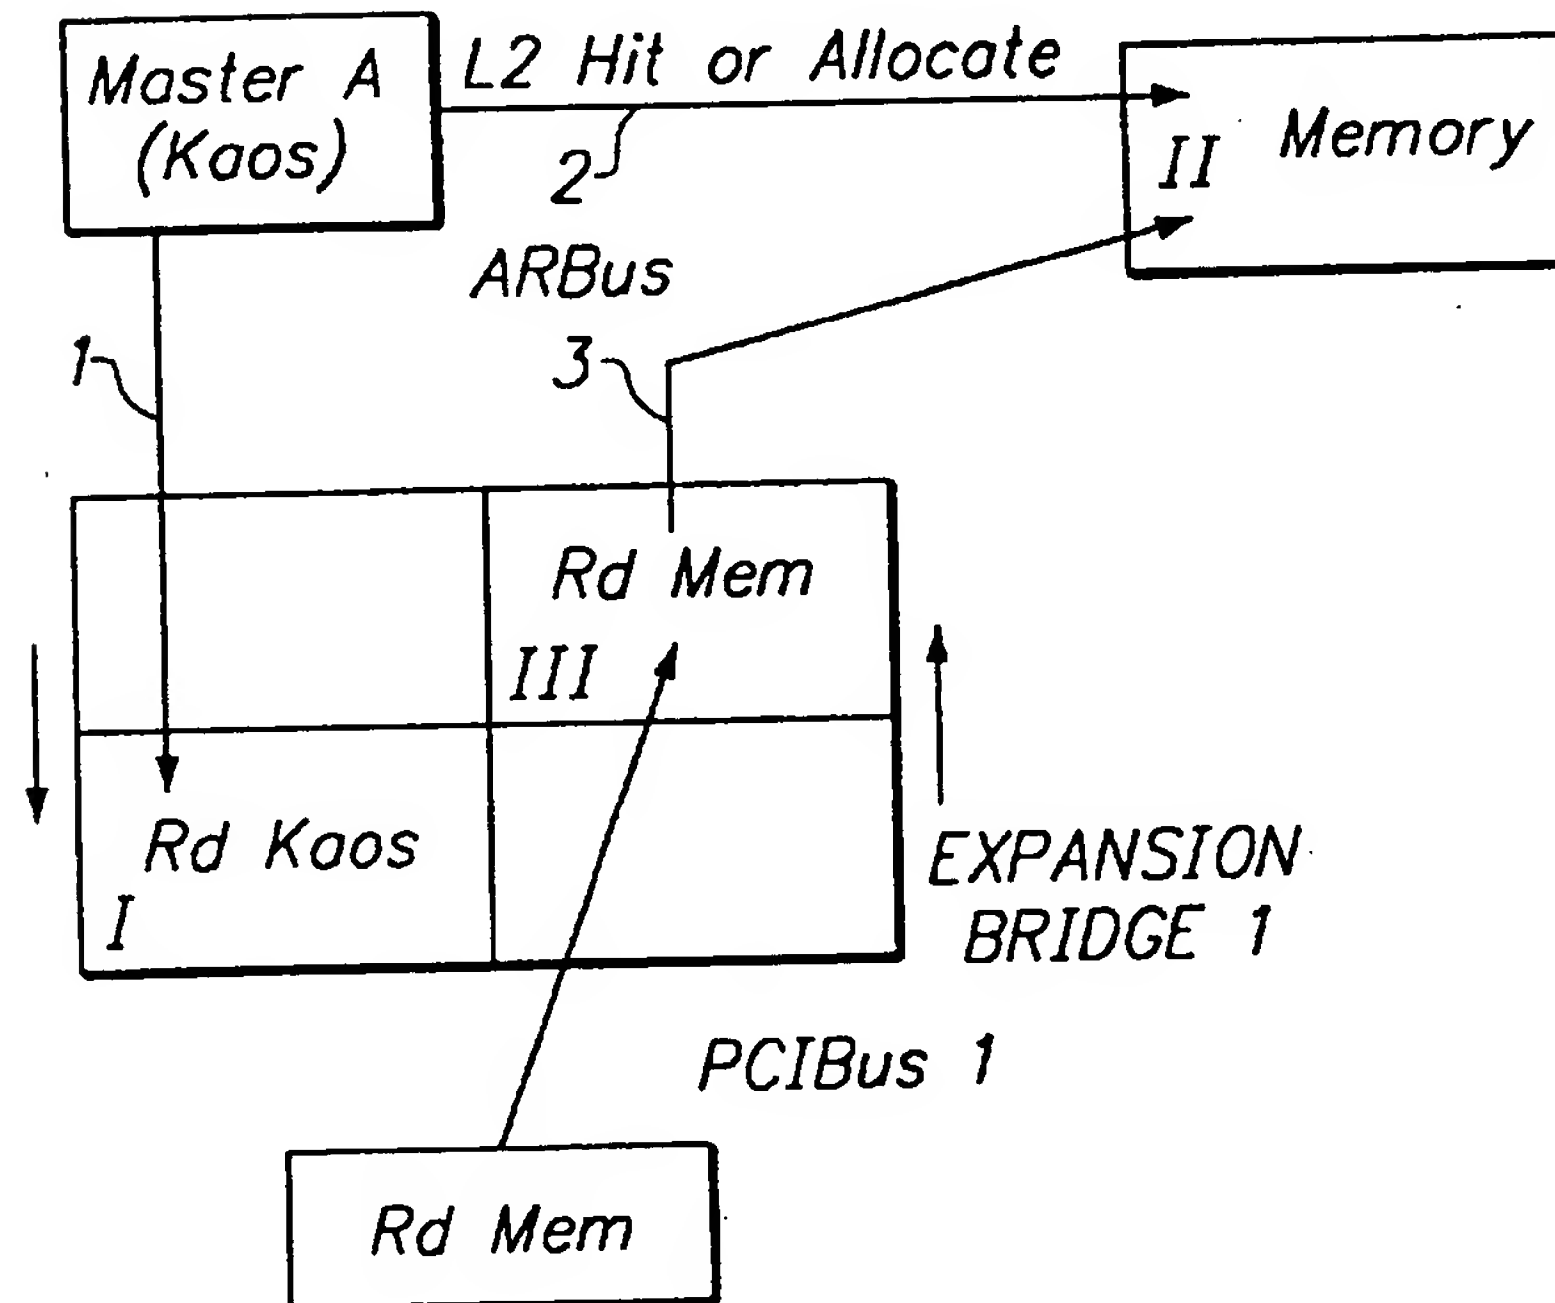 Master A
(Kaos)
L2 Hit or Allocate
2
II
Memory
ARBus
1
3
Rd Mem
III
Rd Kaos
I
EXPANSION
BRIDGE 1
PCIBus 1
Rd Mem